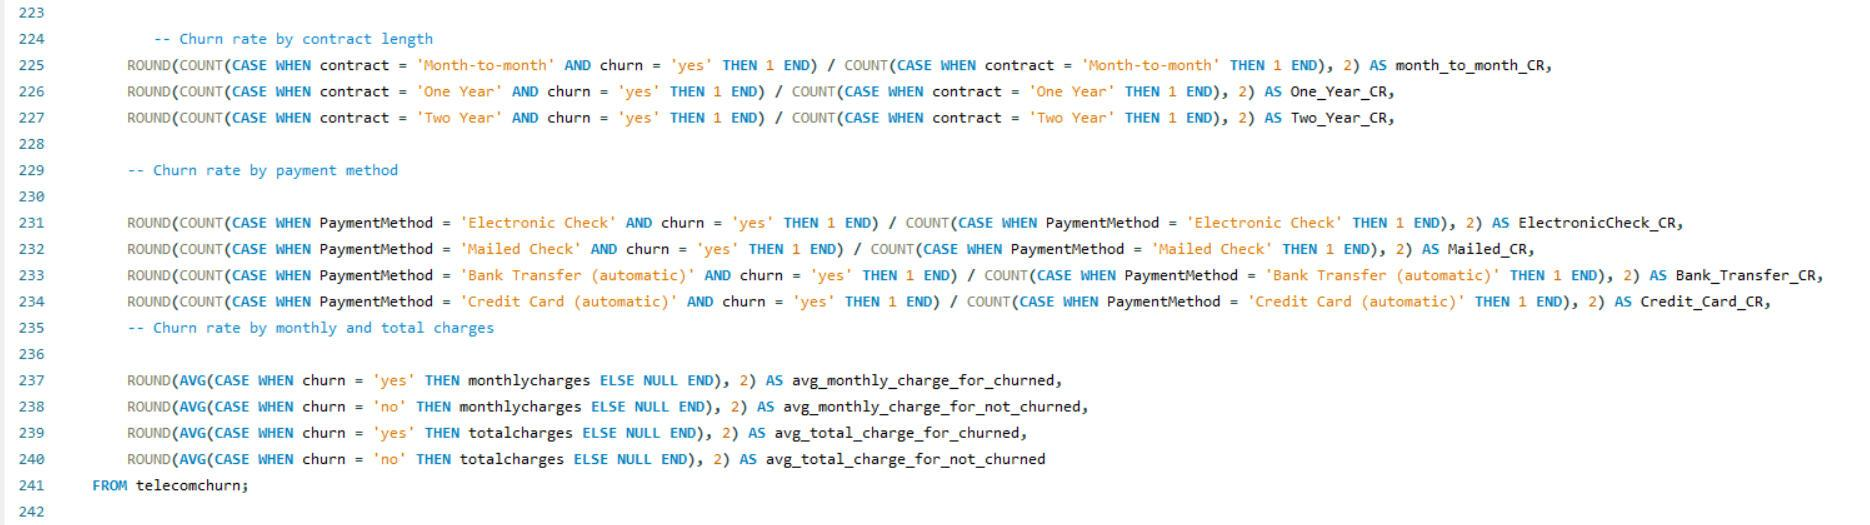 223
224 -- Churn rate by contract length
225 ROUND(COUNT(CASE WHEN contract = 'Month-to-month' AND churn = 'yes' THEN 1 END) / COUNT(CASE WHEN contract = 'Month-to-month' THEN 1 END), 2) AS month_to_month_CR,
226 ROUND(COUNT(CASE WHEN contract = 'One Year' AND churn = 'yes' THEN 1 END) / COUNT(CASE WHEN contract = 'One Year' THEN 1 END), 2) AS One_Year_CR,
227 ROUND(COUNT(CASE WHEN contract = 'Two Year' AND churn = 'yes' THEN 1 END) / COUNT(CASE WHEN contract = 'Two Year' THEN 1 END), 2) AS Two_Year_CR,
228
229 -- Churn rate by payment method
230
231 ROUND(COUNT(CASE WHEN PaymentMethod = 'Electronic Check' AND churn = 'yes' THEN 1 END) / COUNT(CASE WHEN PaymentMethod = 'Electronic Check' THEN 1 END), 2) AS ElectronicCheck_CR,
232 ROUND(COUNT(CASE WHEN PaymentMethod = 'Mailed Check' AND churn = 'yes' THEN 1 END) / COUNT(CASE WHEN PaymentMethod = 'Mailed Check' THEN 1 END), 2) AS Mailed_CR,
233 ROUND(COUNT(CASE WHEN PaymentMethod = 'Bank Transfer (automatic)' AND churn = 'yes' THEN 1 END) / COUNT(CASE WHEN PaymentMethod = 'Bank Transfer (automatic)' THEN 1 END), 2) AS Bank_Transfer_CR,
234 ROUND(COUNT(CASE WHEN PaymentMethod = 'Credit Card (automatic)' AND churn = 'yes' THEN 1 END) / COUNT(CASE WHEN PaymentMethod = 'Credit Card (automatic)' THEN 1 END), 2) AS Credit_Card_CR,
235 -- Churn rate by monthly and total charges
236
237 ROUND(AVG(CASE WHEN churn = 'yes' THEN monthlycharges ELSE NULL END), 2) AS avg_monthly_charge_for_churned,
238 ROUND(AVG(CASE WHEN churn = 'no' THEN monthlycharges ELSE NULL END), 2) AS avg_monthly_charge_for_not_churned,
239 ROUND(AVG(CASE WHEN churn = 'yes' THEN totalcharges ELSE NULL END), 2) AS avg_total_charge_for_churned,
240 ROUND(AVG(CASE WHEN churn = 'no' THEN totalcharges ELSE NULL END), 2) AS avg_total_charge_for_not_churned
241 FROM telecomchurn;
242